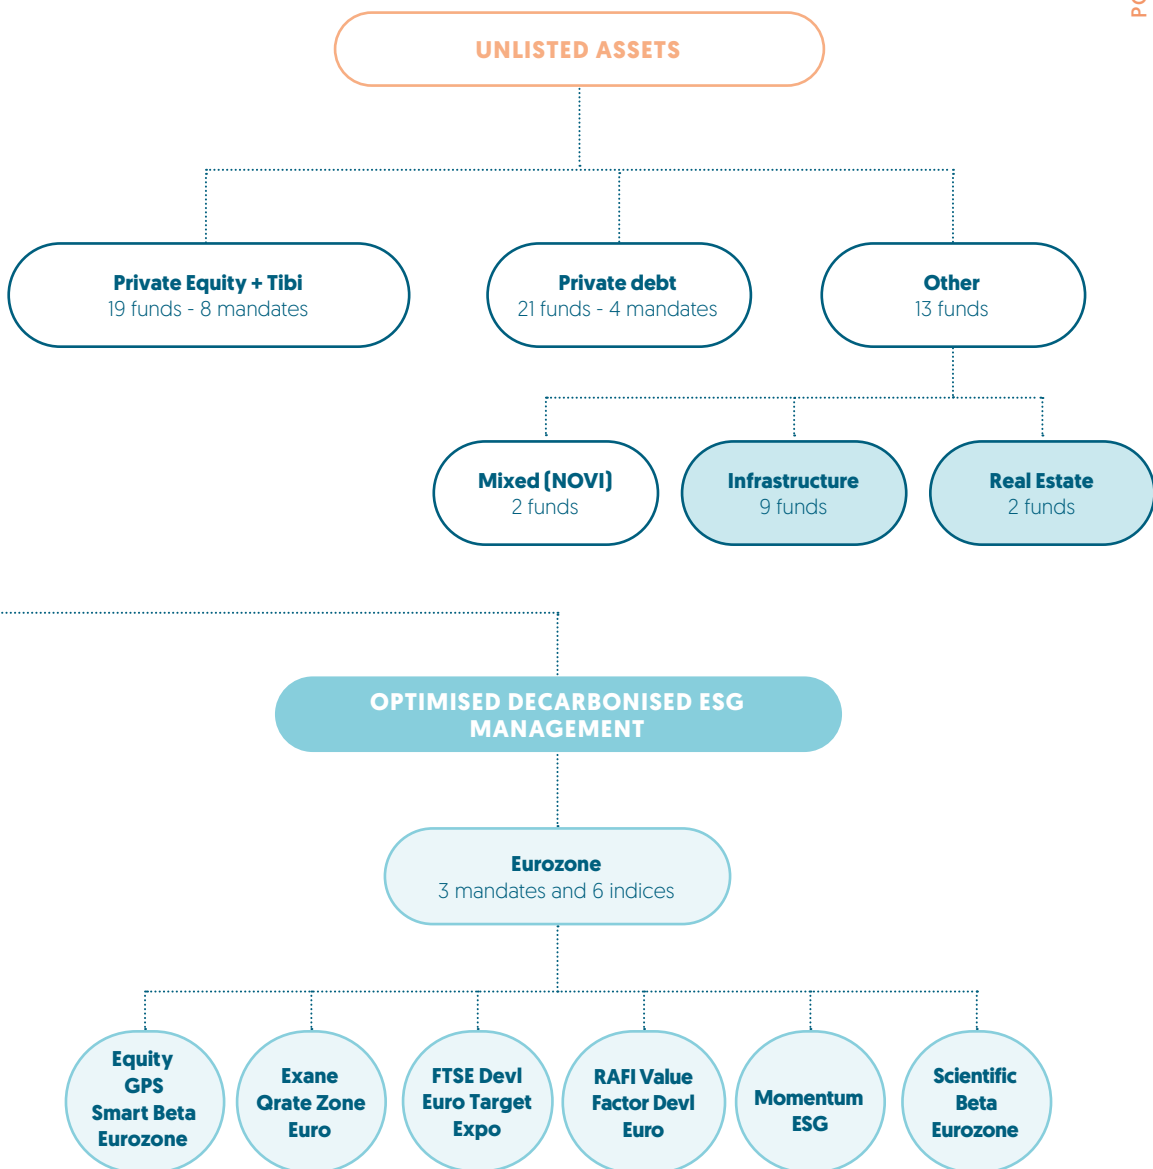 UNLISTED ASSETS
Private Equity + Tibi
19 funds - 8 mandates
Private debt
21 funds - 4 mandates
Other
13 funds
Mixed (NOVI)
2 funds
Infrastructure
9 funds
Real Estate
2 funds
OPTIMISED DECARBONISED ESG
MANAGEMENT
Eurozone
3 mandates and 6 indices
Equity
GPS
Smart Beta
Eurozone
Exane
Qrate Zone
Euro
FTSE Devl
Euro Target
Expo
RAFI Value
Factor Devl
Euro
Momentum
ESG
Scientific
Beta
Eurozone